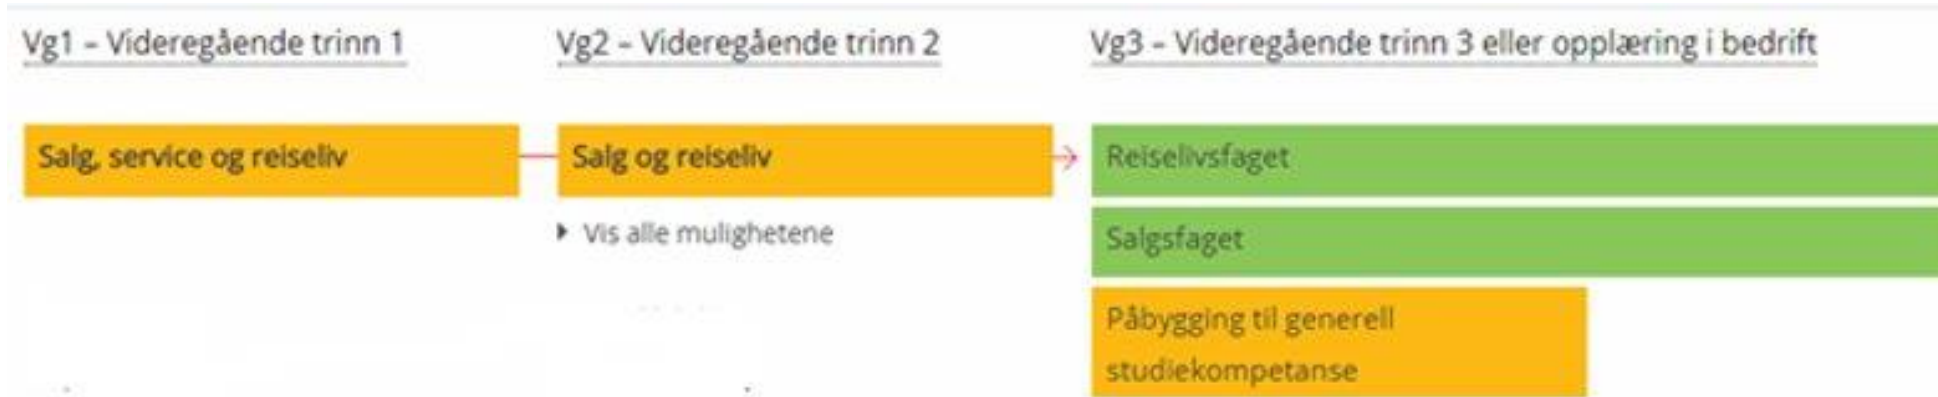 Vg1 – Videregående trinn 1
Vg2 – Videregående trinn 2
Vg3 – Videregående trinn 3 eller opplæring i bedrift
Salg, service og reiseliv
Salg og reiseliv
Reiselivsfaget
Vis alle mulighetene
Salgsfaget
Påbygging til generell
studiekompetanse